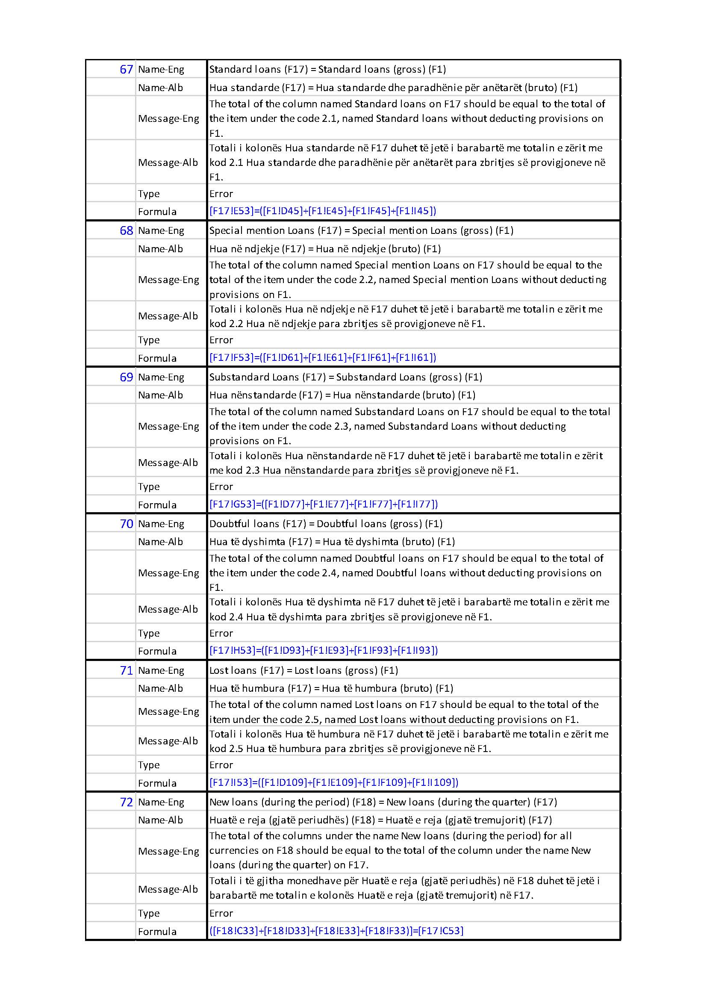 67 Name-Eng Standard loans (F17) = Standard loans (gross) (F1)
Name-Alb Hua standarde (F17) = Hua standarde dhe paradhënie për anëtarët (bruto) (F1)
The total of the column named Standard loans on F17 should be equal to the total of
Message-Eng the item under the code 2.1, named Standard loans without deducting provisions on
F1.
Totali i kolonës Hua standarde në F17 duhet të jetë i barabartë me totalin e zërit me
Message-Alb kod 2.1 Hua standarde dhe paradhënie për anëtarët para zbritjes së provigjoneve në
F1.
Type Error
Formula [F17!E53]=([F1!D45]+[F1!E45]+[F1!F45]+[F1!I45])
68 Name-Eng Special mention Loans (F17) = Special mention Loans (gross) (F1)
Name-Alb Hua në ndjekje (F17) = Hua në ndjekje (bruto) (F1)
The total of the column named Special mention Loans on F17 should be equal to the
Message-Eng total of the item under the code 2.2, named Special mention Loans without deducting
provisions on F1.
Message-Alb Totali i kolonës Hua në ndjekje në F17 duhet të jetë i barabartë me totalin e zërit me
kod 2.2 Hua në ndjekje para zbritjes së provigjoneve në F1.
Type Error
Formula [F17!F53]=([F1!D61]+[F1!E61]+[F1!F61]+[F1!I61])
69 Name-Eng Substandard Loans (F17) = Substandard Loans (gross) (F1)
Name-Alb Hua nënstandarde (F17) = Hua nënstandarde (bruto) (F1)
The total of the column named Substandard Loans on F17 should be equal to the total
Message-Eng of the item under the code 2.3, named Substandard Loans without deducting
provisions on F1.
Message-Alb Totali i kolonës Hua nënstandarde në F17 duhet të jetë i barabartë me totalin e zërit
me kod 2.3 Hua nënstandarde para zbritjes së provigjoneve në F1.
Type Error
Formula [F17!G53]=([F1!D77]+[F1!E77]+[F1!F77]+[F1!I77])
70 Name-Eng Doubtful loans (F17) = Doubtful loans (gross) (F1)
Name-Alb Hua të dyshimta (F17) = Hua të dyshimta (bruto) (F1)
The total of the column named Doubtful loans on F17 should be equal to the total of
Message-Eng the item under the code 2.4, named Doubtful loans without deducting provisions on
F1.
Message-Alb Totali i kolonës Hua të dyshimta në F17 duhet të jetë i barabartë me totalin e zërit me
kod 2.4 Hua të dyshimta para zbritjes së provigjoneve në F1.
Type Error
Formula [F17!H53]=([F1!D93]+[F1!E93]+[F1!F93]+[F1!I93])
71 Name-Eng Lost loans (F17) = Lost loans (gross) (F1)
Name-Alb Hua të humbura (F17) = Hua të humbura (bruto) (F1)
Message-Eng The total of the column named Lost loans on F17 should be equal to the total of the
item under the code 2.5, named Lost loans without deducting provisions on F1.
Message-Alb Totali i kolonës Hua të humbura në F17 duhet të jetë i barabartë me totalin e zërit me
kod 2.5 Hua të humbura para zbritjes së provigjoneve në F1.
Type Error
Formula [F17!I53]=([F1!D109]+[F1!E109]+[F1!F109]+[F1!I109])
72 Name-Eng New loans (during the period) (F18) = New loans (during the quarter) (F17)
Name-Alb Huatë e reja (gjatë periudhës) (F18) = Huatë e reja (gjatë tremujorit) (F17)
The total of the columns under the name New loans (during the period) for all
Message-Eng currencies on F18 should be equal to the total of the column under the name New
loans (during the quarter) on F17.
Message-Alb Totali i të gjitha monedhave për Huatë e reja (gjatë periudhës) në F18 duhet të jetë i
barabartë me totalin e kolonës Huatë e reja (gjatë tremujorit) në F17.
Type Error
Formula ([F18!C33]+[F18!D33]+[F18!E33]+[F18!F33)]=[F17!C53]